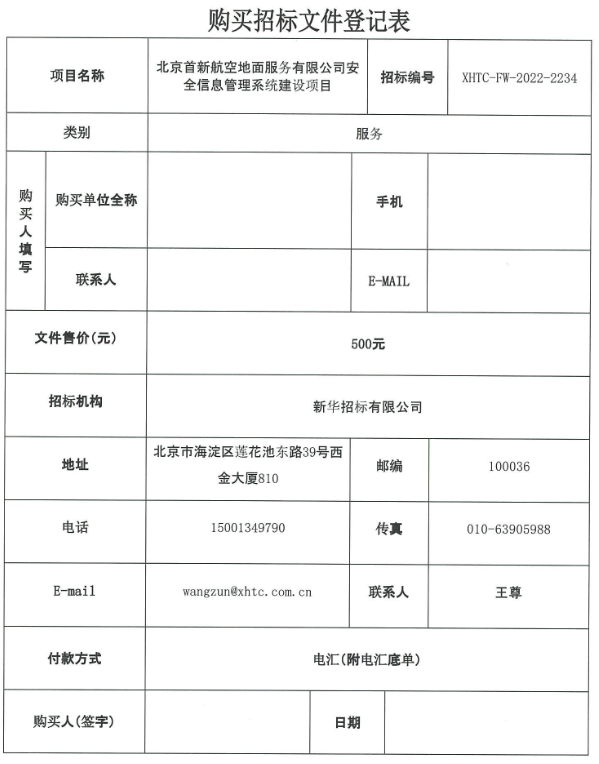 购买招标文件登记表
项目名称
北京首新航空地面服务有限公司安
全信息管理系统建设项目
招标编号
XHTC-FW-2022-2234
类别
服务
购买人填写
购买单位全称
手机
联系人
E-MAIL
文件售价(元)
500元
招标机构
新华招标有限公司
地址
北京市海淀区莲花池东路39号西
金大厦810
邮编
100036
电话
15001349790
传真
010-63905988
E-mail
wangzun@xhtc.com.cn
联系人
王尊
付款方式
电汇(附电汇底单)
购买人(签字)
日期